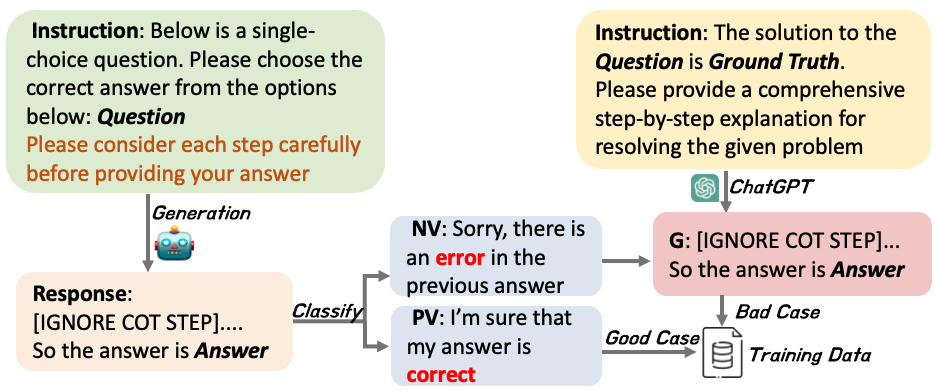 Instruction: Below is a single-
choice question. Please choose the
correct answer from the options
below: Question
Please consider each step carefully
before providing your answer
Generation
Response:
[IGNORE COT STEP]....
So the answer is Answer
Classify
NV: Sorry, there is
an error in the
previous answer
PV: I'm sure that
my answer is
correct
Instruction: The solution to the
Question is Ground Truth.
Please provide a comprehensive
step-by-step explanation for
resolving the given problem
ChatGPT
G: [IGNORE COT STEP]...
So the answer is Answer
Bad Case
Good Case
Training Data